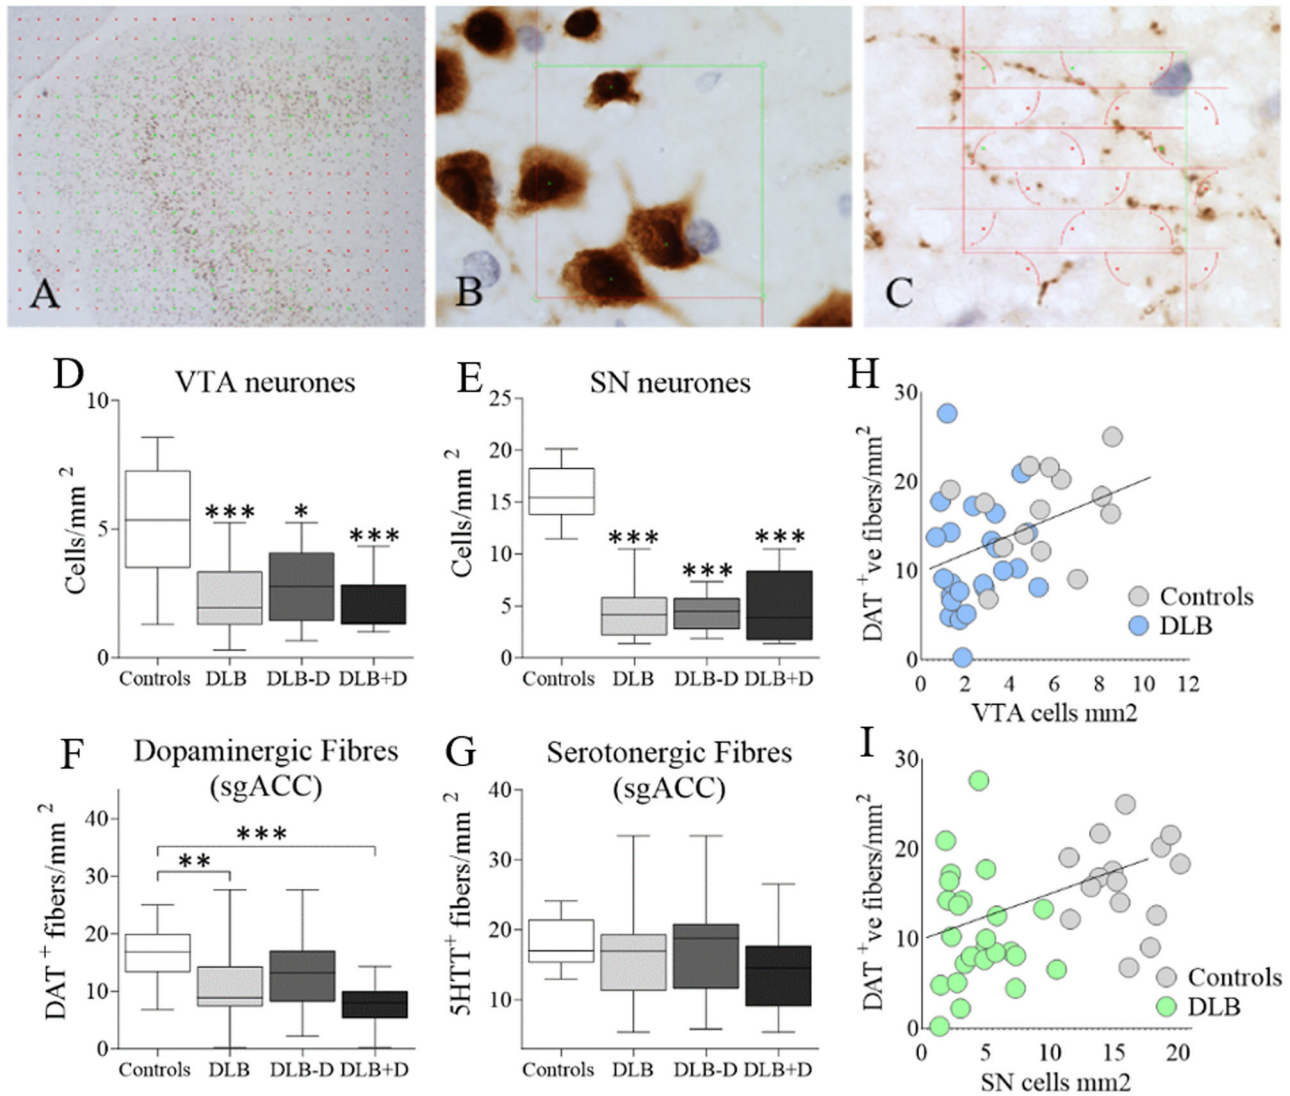 A
B
C
D
VTA neurones
Cells/mm 2
10
5
0
***
*
***
Controls DLB DLB-D DLB+D
E
SN neurones
Cells/mm 2
25
20
15
10
5
0
***
***
***
Controls DLB DLB-D DLB+D
H
DAT +ve fibers/mm2
30
20
10
0
Controls
DLB
0 2 4 6 8 10 12
VTA cells mm2
F
Dopaminergic Fibres
(sgACC)
DAT + fibers/mm 2
40
30
20
10
0
***
**
Controls DLB DLB-D DLB+D
G
Serotonergic Fibres
(sgACC)
5HTT+ fibers/mm 2
40
30
20
10
Controls DLB DLB-D DLB+D
I
DAT +ve fibers/mm2
30
20
10
0
Controls
DLB
0 5 10 15 20
SN cells mm2